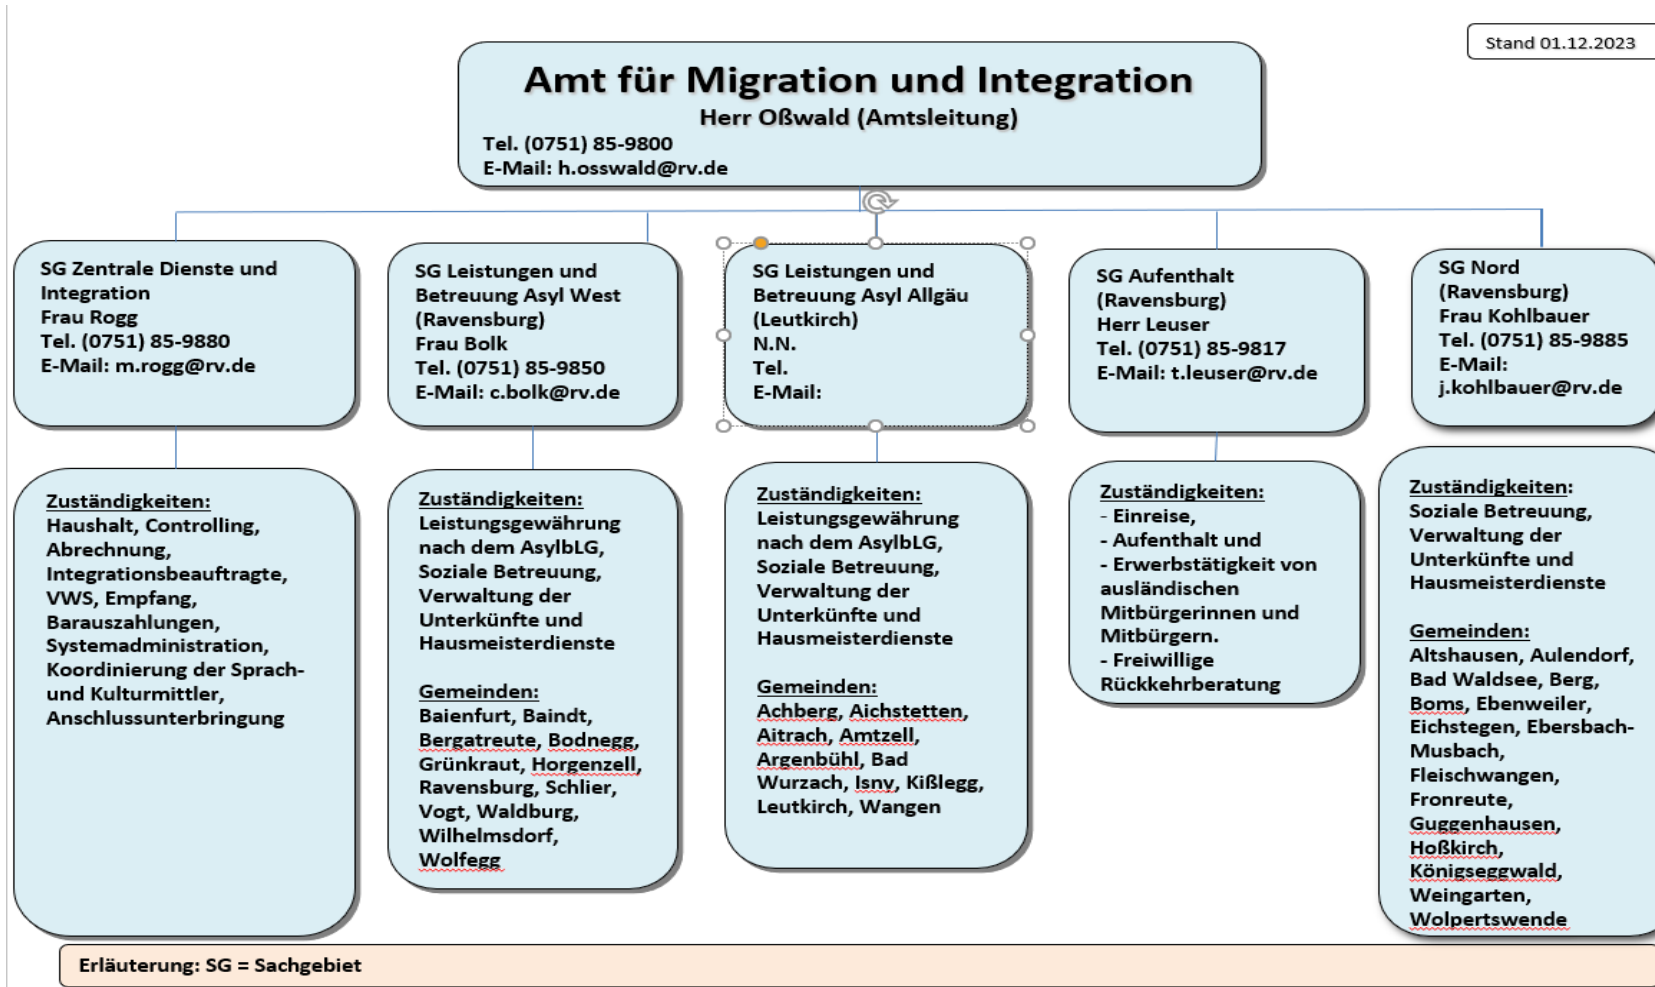 Stand 01.12.2023
Amt für Migration und Integration
Herr Oßwald (Amtsleitung)
Tel. (0751) 85-9800
E-Mail: h.osswald@rv.de
SG Zentrale Dienste und
Integration
Frau Rogg
Tel. (0751) 85-9880
E-Mail: m.rogg@rv.de
SG Leistungen und
Betreuung Asyl West
(Ravensburg)
Frau Bolk
Tel. (0751) 85-9850
E-Mail: c.bolk@rv.de
SG Leistungen und
Betreuung Asyl Allgäu
(Leutkirch)
N.N.
Tel.
E-Mail:
SG Aufenthalt
(Ravensburg)
Herr Leuser
Tel. (0751) 85-9817
E-Mail: t.leuser@rv.de
SG Nord
(Ravensburg)
Frau Kohlbauer
Tel. (0751) 85-9885
E-Mail:
j.kohlbauer@rv.de
Zuständigkeiten:
Haushalt, Controlling,
Abrechnung,
Integrationsbeauftragte,
VWS, Empfang,
Barauszahlungen,
Systemadministration,
Koordinierung der Sprach-
und Kulturmittler,
Anschlussunterbringung
Zuständigkeiten:
Leistungsgewährung
nach dem AsylbLG,
Soziale Betreuung,
Verwaltung der
Unterkünfte und
Hausmeisterdienste
Gemeinden:
Baienfurt, Baindt,
Bergatreute, Bodnegg,
Grünkraut, Horgenzell,
Ravensburg, Schlier,
Vogt, Waldburg,
Wilhelmsdorf,
Wolfegg
Zuständigkeiten:
Leistungsgewährung
nach dem AsylbLG,
Soziale Betreuung,
Verwaltung der
Unterkünfte und
Hausmeisterdienste
Gemeinden:
Achberg, Aichstetten,
Aitrach, Amtzell,
Argenbühl, Bad
Wurzach, Isny, Kißlegg,
Leutkirch, Wangen
Zuständigkeiten:
- Einreise,
- Aufenthalt und
- Erwerbstätigkeit von
ausländischen
Mitbürgerinnen und
Mitbürgern.
- Freiwillige
Rückkehrberatung
Zuständigkeiten:
Soziale Betreuung,
Verwaltung der
Unterkünfte und
Hausmeisterdienste
Gemeinden:
Altshausen, Aulendorf,
Bad Waldsee, Berg,
Boms, Ebenweiler,
Eichstegen, Ebersbach-
Musbach,
Fleischwangen,
Fronreute,
Guggenhausen,
Hoßkirch,
Königseggwald,
Weingarten,
Wolpertswende
Erläuterung: SG = Sachgebiet